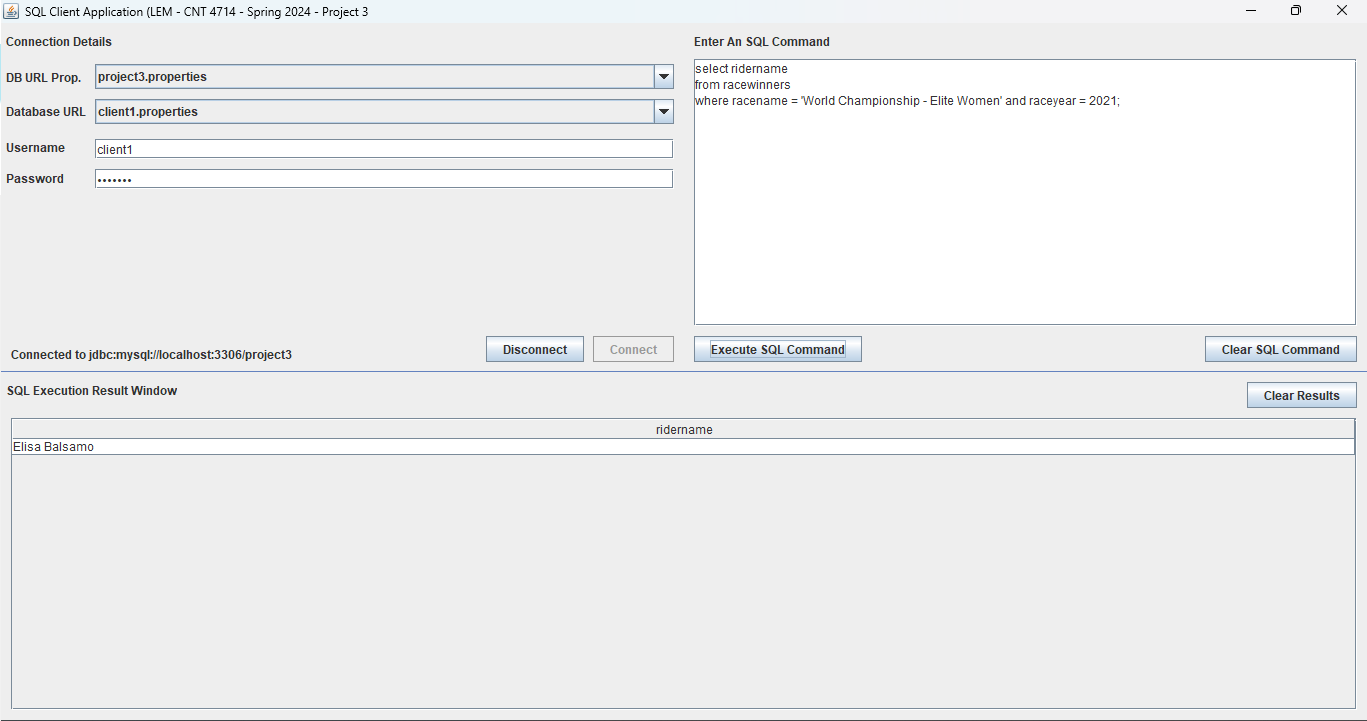 SQL Client Application (LEM - CNT 4714 - Spring 2024 - Project 3
Connection Details
DB URL Prop.
project3.properties
Database URL
client1.properties
Username
client1
Password
•••••••
Connected to jdbc:mysql://localhost:3306/project3
Disconnect
Connect
Enter An SQL Command
select ridername
from racewinners
where racename = 'World Championship - Elite Women' and raceyear = 2021;
Execute SQL Command
Clear SQL Command
SQL Execution Result Window
Clear Results
ridername
Elisa Balsamo